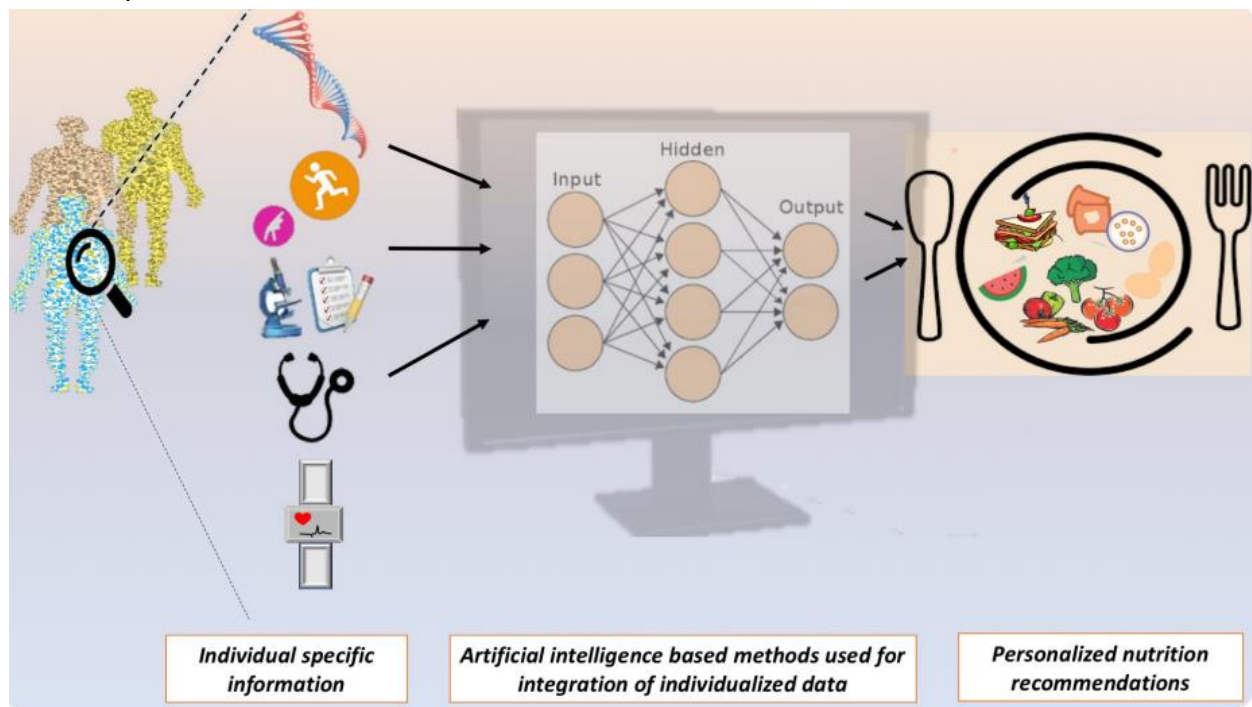 Hidden
Input
Output
Individual specific
information
Artificial intelligence based methods used for
integration of individualized data
Personalized nutrition
recommendations